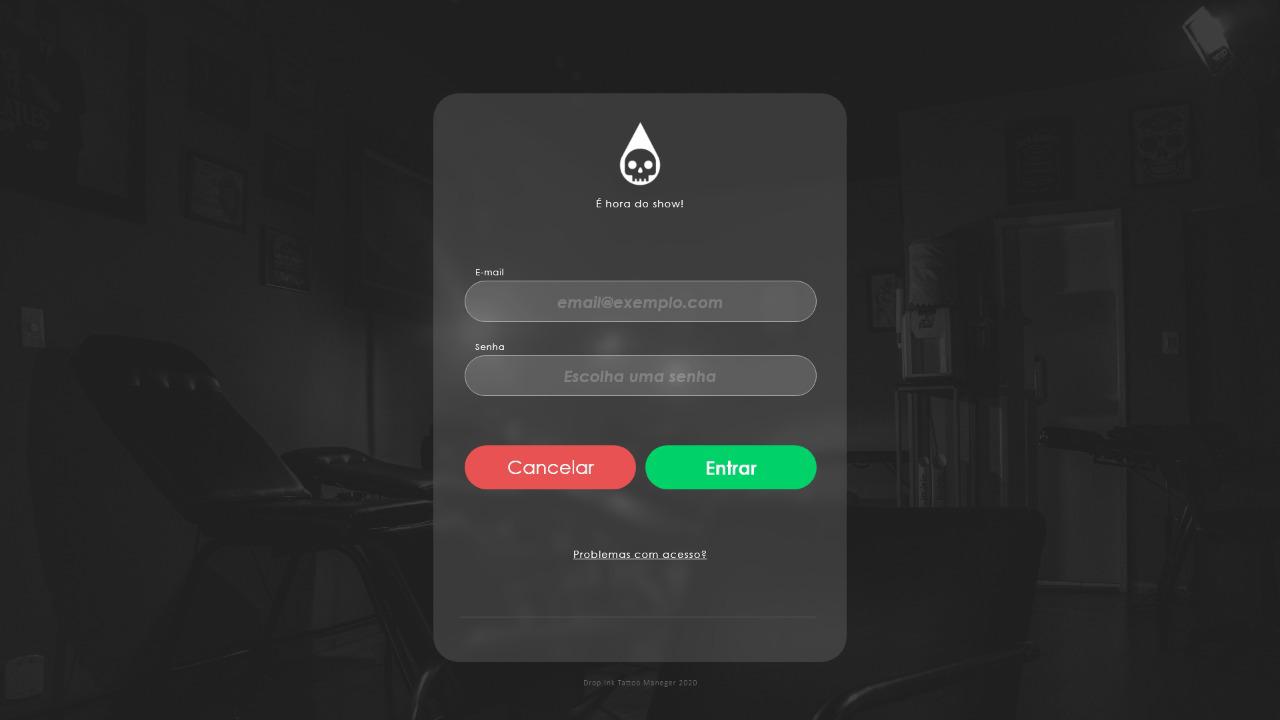 É hora do show!
E-mail
email@exemplo.com
Senha
Escolha uma senha
Cancelar
Entrar
Problemas com acesso?
Drop Ink Tattoo Maneger 2020